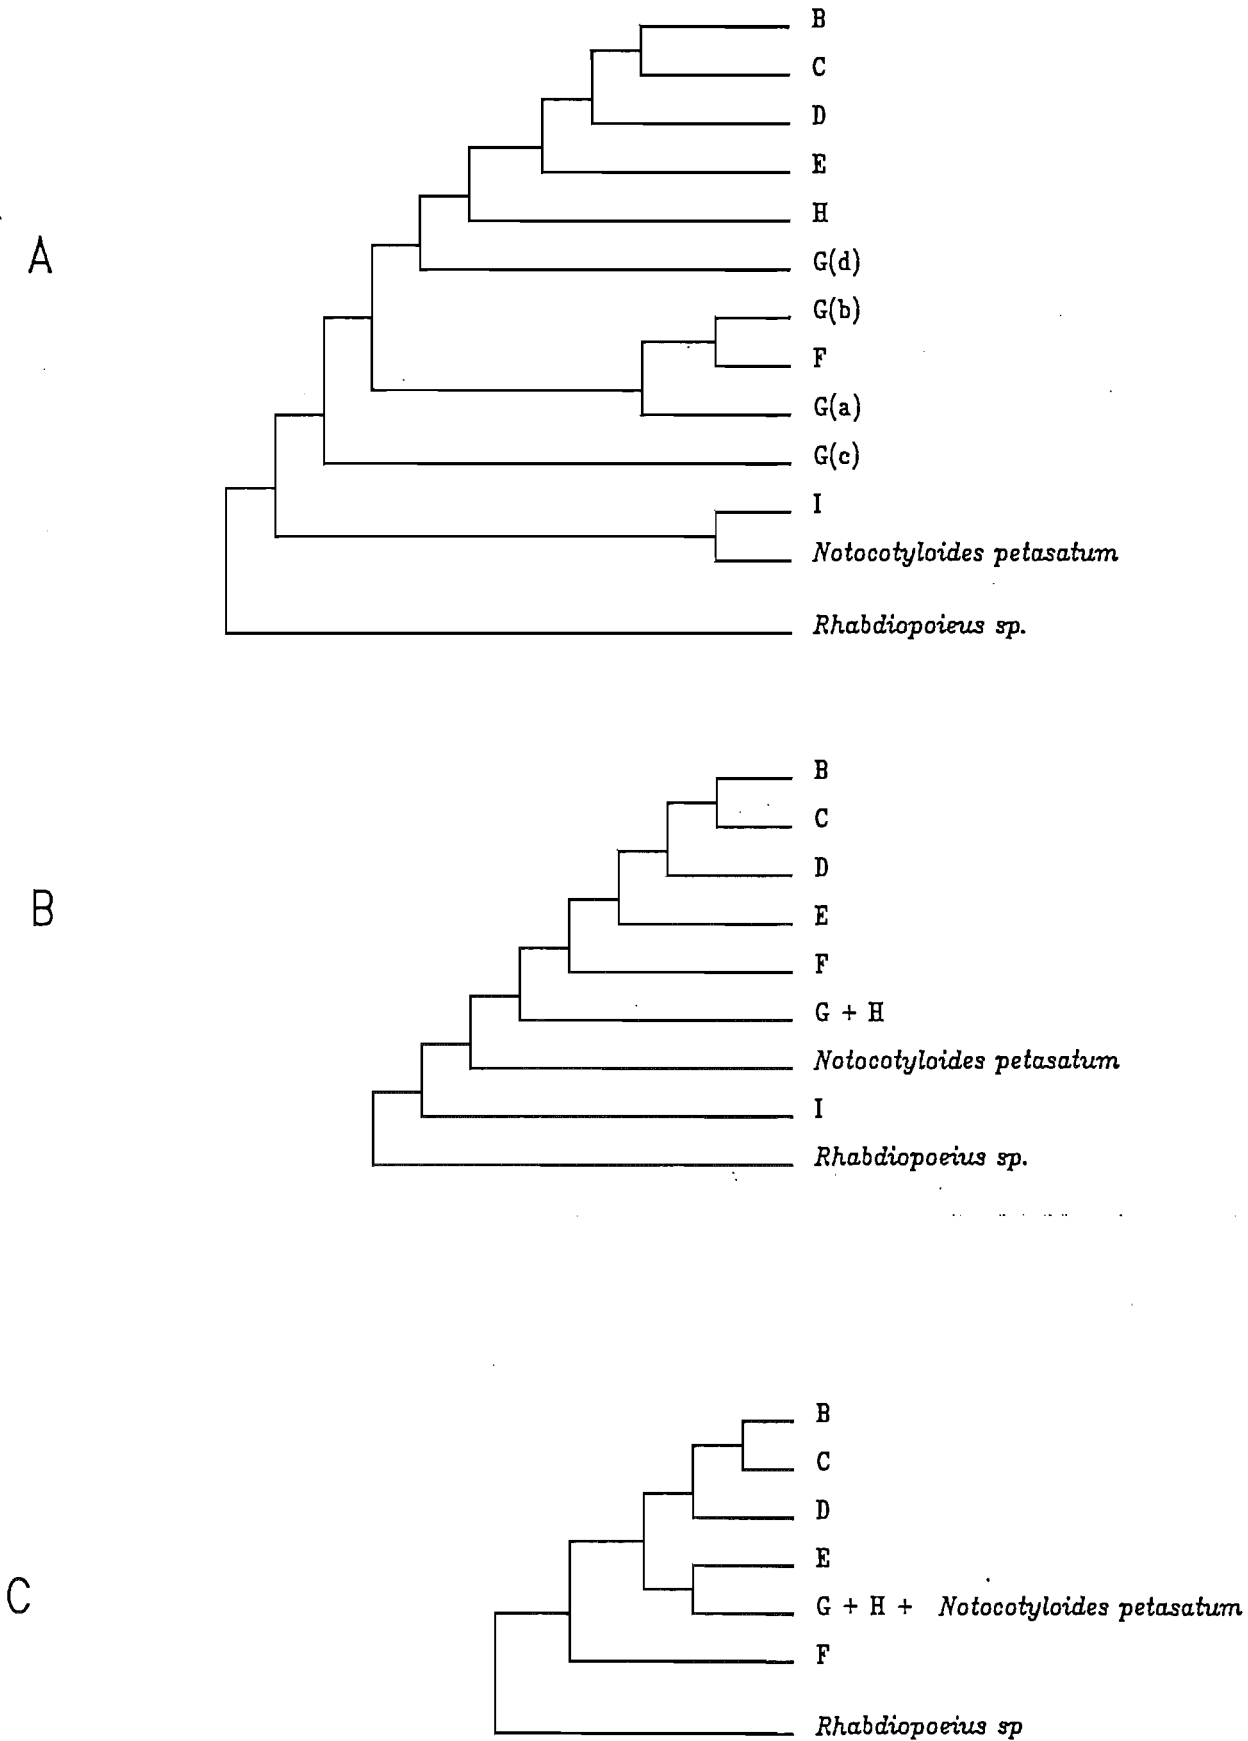 A
B
C
D
E
H
G(d)
G(b)
F
G(a)
G(c)
I
Notocotyloides petasatum
Rhabdiopoieus sp.
B
B
C
D
E
F
G + H
Notocotyloides petasatum
I
Rhabdiopoeius sp.
C
B
C
D
E
G + H + Notocotyloides petasatum
F
Rhabdiopoeius sp